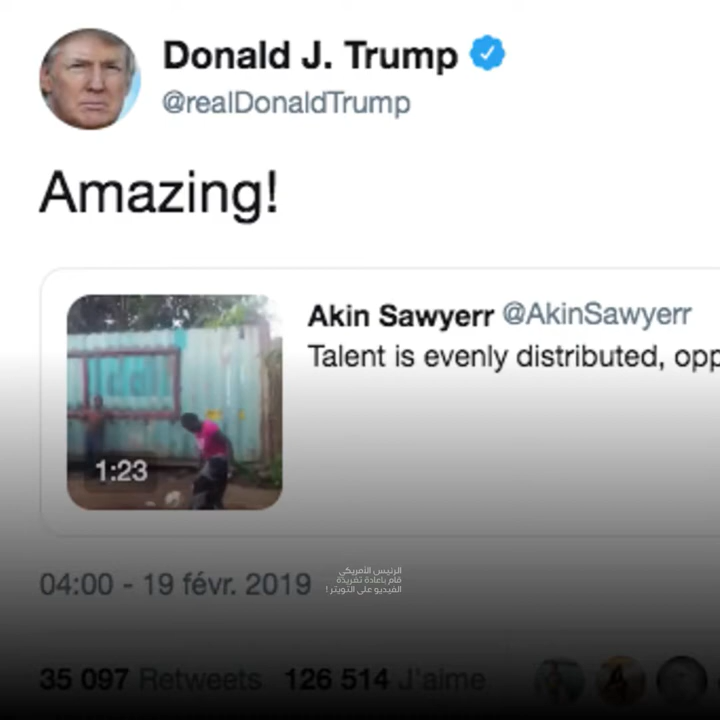 Donald J. Trump
@realDonaldTrump
Amazing!
Akin Sawyerr @AkinSawyerr
Talent is evenly distributed, opp
1:23
04:00 - 19 févr. 2019
الرئيس الأمريكي
قام بإعادة تغريدة
الفيديو على التويتر !
35 097 Retweets 126 514 J'aime